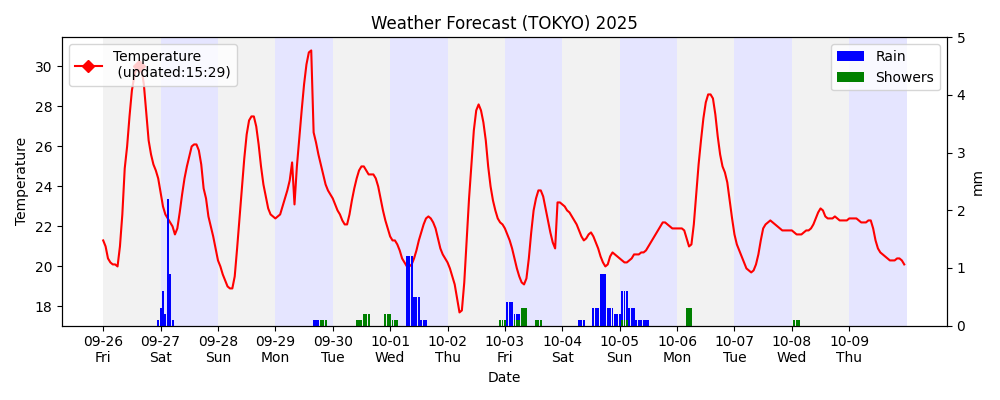 Weather Forecast (TOKYO) 2025
Temperature
(updated:15:29)
Rain
Showers
Temperature
30
28
26
24
22
20
18
5
4
3
2
1
0
mm
09-26 09-27 09-28 09-29 09-30 10-01 10-02 10-03 10-04 10-05 10-06 10-07 10-08 10-09
Fri Sat Sun Mon Tue Wed Thu Fri Sat Sun Mon Tue Wed Thu
Date